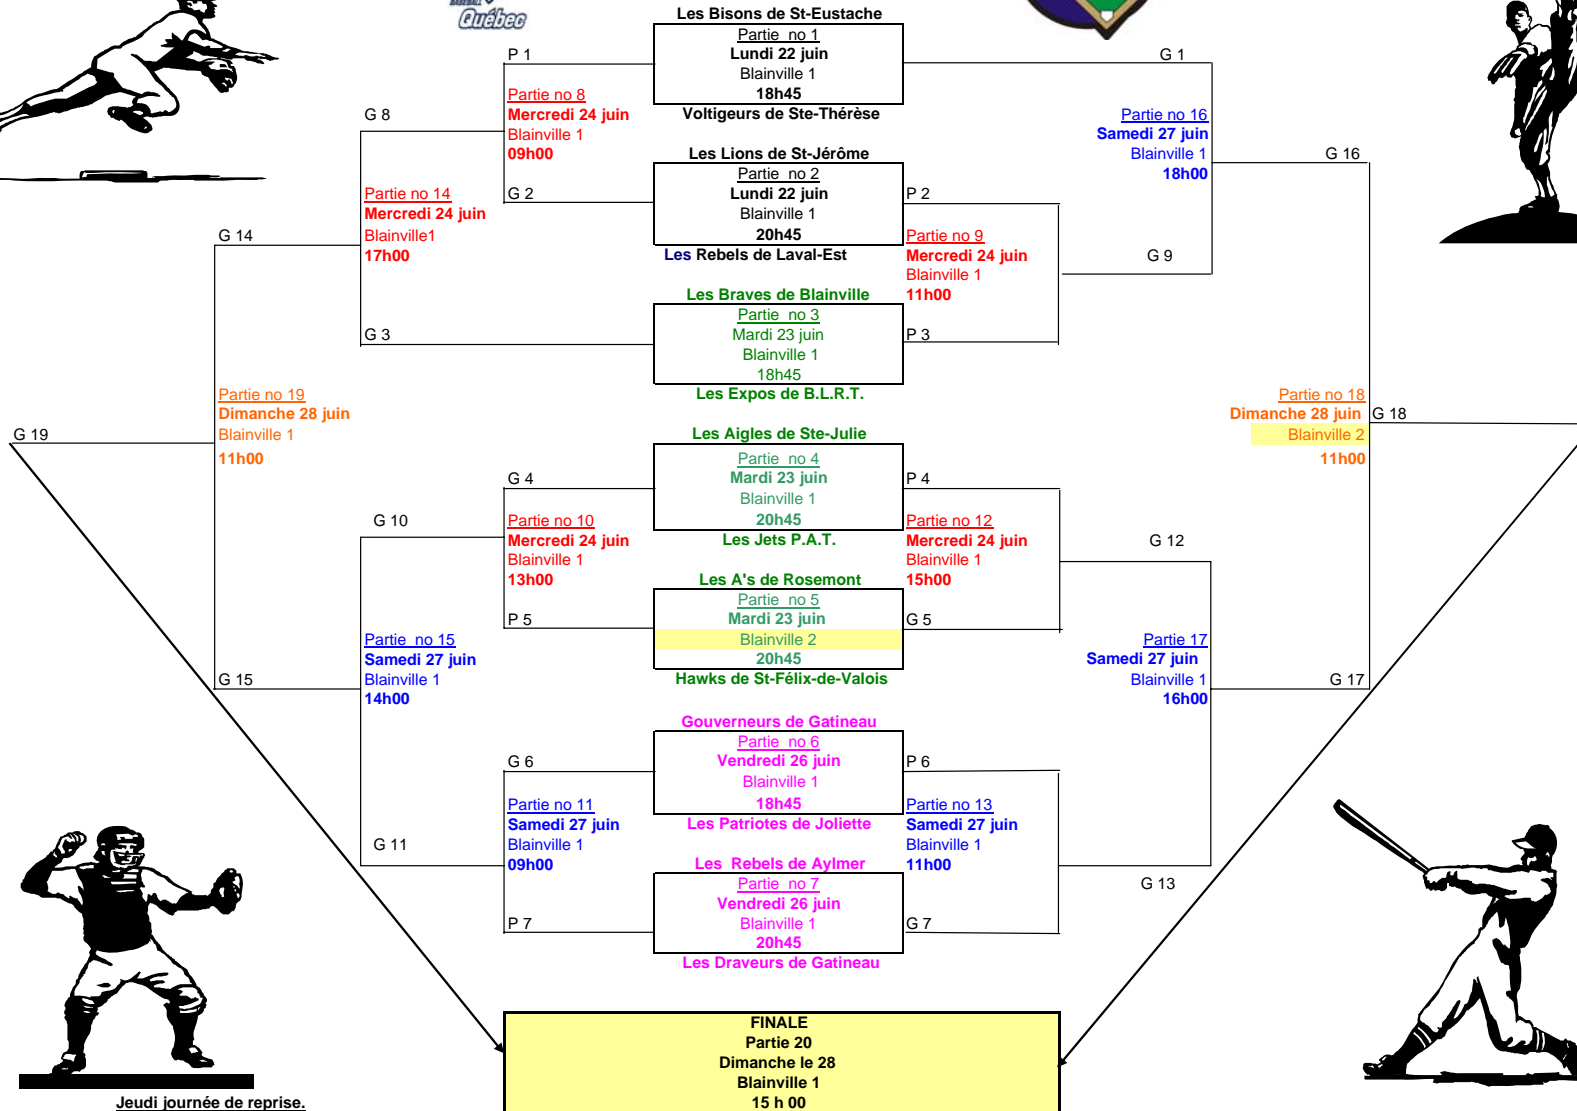 BASEBALL
Québec
Les Bisons de St-Eustache
Partie no 1
Lundi 22 juin
Blainville 1
18h45
Voltigeurs de Ste-Thérèse
P 1
G 1
Partie no 8
Mercredi 24 juin
Blainville 1
09h00
G 8
Partie no 16
Samedi 27 juin
Blainville 1
18h00
G 16
Les Lions de St-Jérôme
Partie no 2
Lundi 22 juin
Blainville 1
20h45
Les Rebels de Laval-Est
G 2
P 2
Partie no 14
Mercredi 24 juin
Blainville1
17h00
G 14
Partie no 9
Mercredi 24 juin
Blainville 1
11h00
G 9
Les Braves de Blainville
Partie no 3
Mardi 23 juin
Blainville 1
18h45
Les Expos de B.L.R.T.
G 3
P 3
Partie no 19
Dimanche 28 juin
Blainville 1
11h00
G 19
Partie no 18
Dimanche 28 juin
Blainville 2
11h00
G 18
Les Aigles de Ste-Julie
Partie no 4
Mardi 23 juin
Blainville 1
20h45
Les Jets P.A.T.
G 4
P 4
G 10
Partie no 10
Mercredi 24 juin
Blainville 1
13h00
Partie no 12
Mercredi 24 juin
Blainville 1
15h00
G 12
Les A's de Rosemont
Partie no 5
Mardi 23 juin
Blainville 2
20h45
Hawks de St-Félix-de-Valois
P 5
G 5
Partie no 15
Samedi 27 juin
Blainville 1
14h00
G 15
Partie 17
Samedi 27 juin
Blainville 1
16h00
G 17
Gouverneurs de Gatineau
Partie no 6
Vendredi 26 juin
Blainville 1
18h45
Les Patriotes de Joliette
G 6
P 6
Partie no 11
Samedi 27 juin
Blainville 1
09h00
G 11
Partie no 13
Samedi 27 juin
Blainville 1
11h00
G 13
Les Rebels de Aylmer
Partie no 7
Vendredi 26 juin
Blainville 1
20h45
Les Draveurs de Gatineau
P 7
G 7
FINALE
Partie 20
Dimanche le 28
Blainville 1
15 h 00
Jeudi journée de reprise.